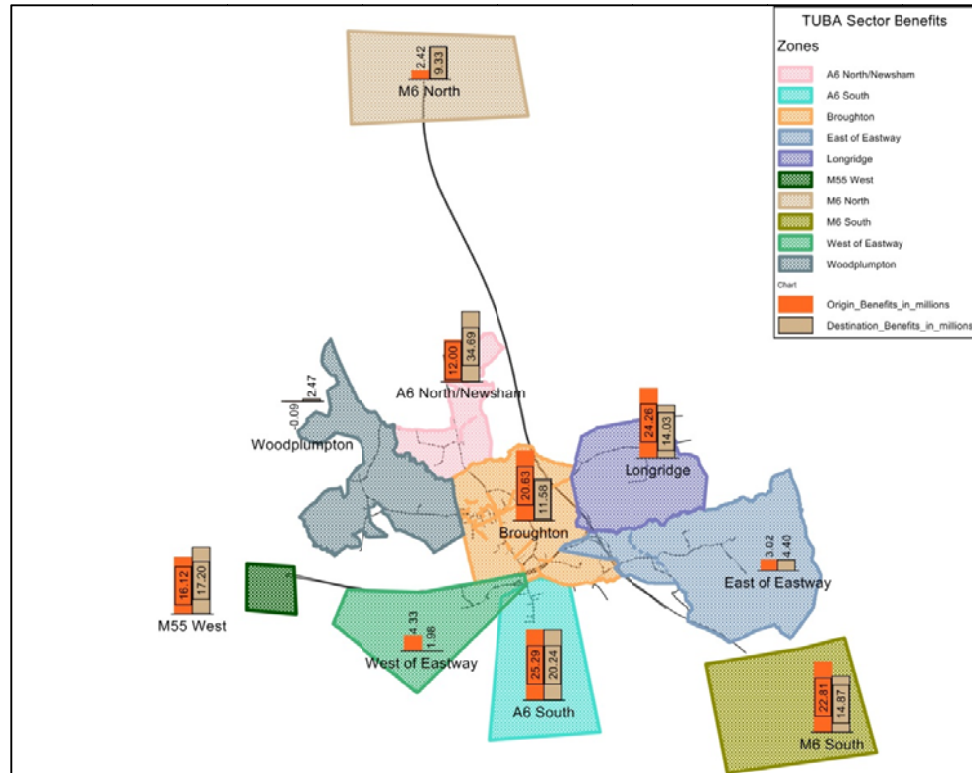 TUBA Sector Benefits
Zones
A6 North/Newsham
A6 South
Broughton
East of Eastway
Longridge
M55 West
M6 North
M6 South
West of Eastway
Woodplumpton
Chart
Origin_Benefits_in_millions
Destination_Benefits_in_millions
2.42
9.33
M6 North
12.00
34.69
A6 North/Newsham
-0.09
2.47
Woodplumpton
24.26
14.03
Longridge
20.63
11.58
Broughton
3.02
4.40
East of Eastway
16.12
17.20
M55 West
4.33
1.98
West of Eastway
25.29
20.24
A6 South
22.81
14.87
M6 South